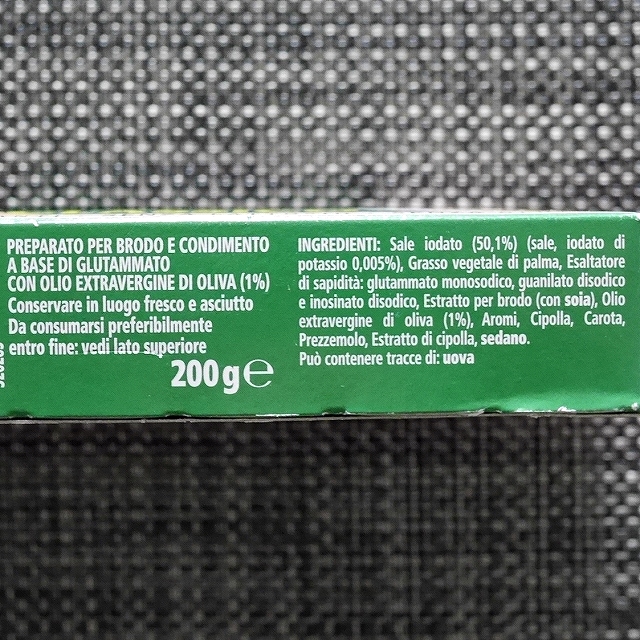 PREPARATO PER BRODO E CONDIMENTO
A BASE DI GLUTAMMATO
CON OLIO EXTRAVERGINE DI OLIVA (1%)
Conservare in luogo fresco e asciutto
Da consumarsi preferibilmente
entro fine: vedi lato superiore
200 g e
INGREDIENTI: Sale iodato (50,1%) (sale, iodato di
potassio 0,005%), Grasso vegetale di palma, Esaltatore
di sapidità: glutammato monosodico, guanilato disodico
e inosinato disodico, Estratto per brodo (con soia), Olio
extravergine di oliva (1%), Aromi, Cipolla, Carota,
Prezzemolo, Estratto di cipolla, sedano.
Può contenere tracce di: uova